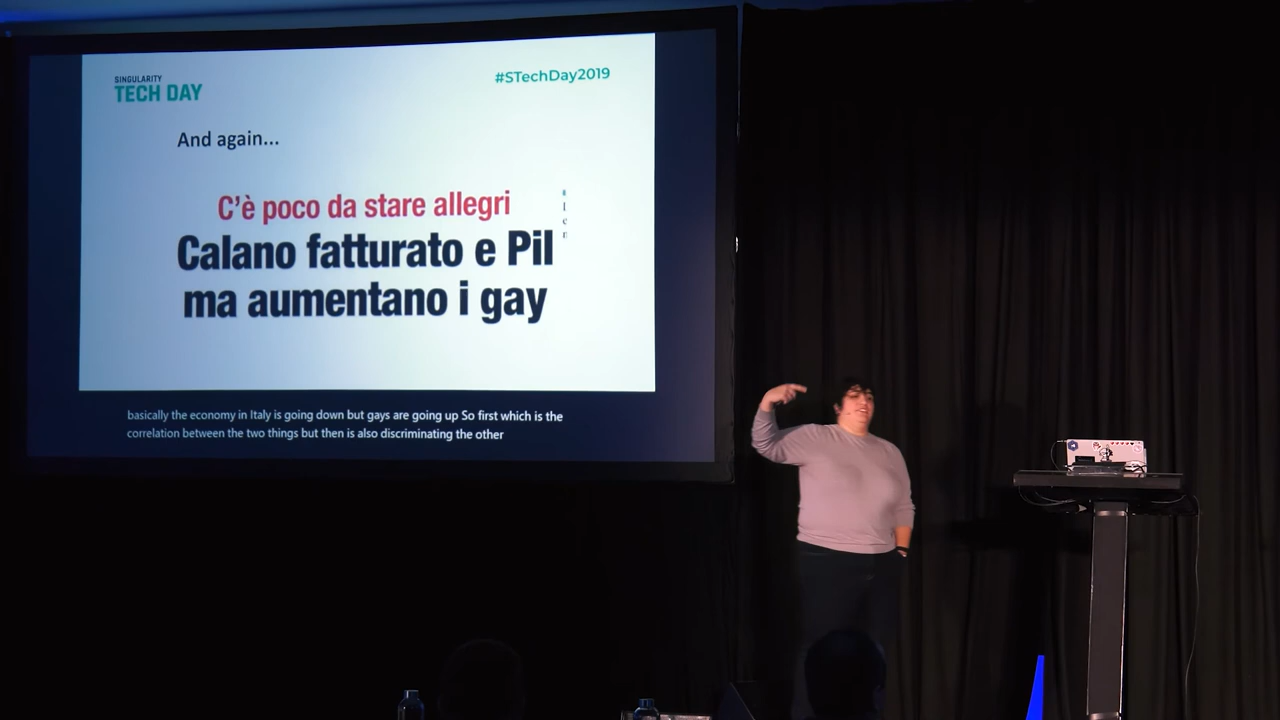 SINGULARITY
TECH DAY
#STechDay2019
And again...
C'è poco da stare allegri
Calano fatturato e Pil
ma aumentano i gay
basically the economy in Italy is going down but gays are going up So first which is the
correlation between the two things but then is also discriminating the other